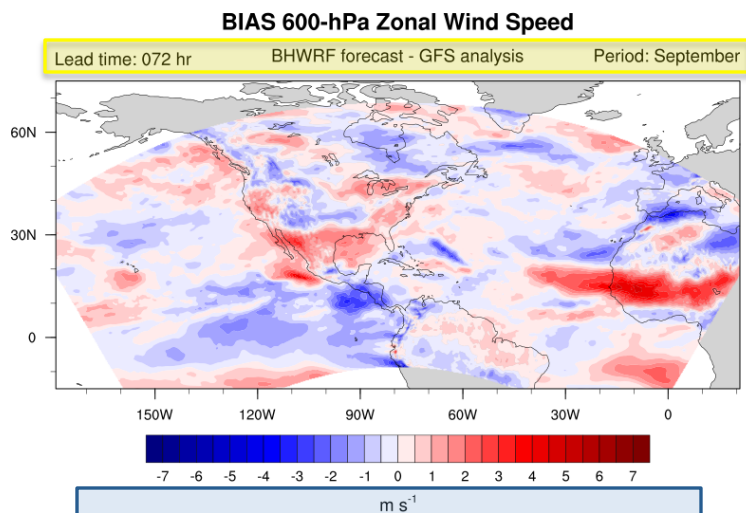 BIAS 600-hPa Zonal Wind Speed
Lead time: 072 hr BHWRF forecast - GFS analysis Period: September
60N
30N
0
150W 120W 90W 60W 30W 0
-7 -6 -5 -4 -3 -2 -1 0 1 2 3 4 5 6 7
m s⁻¹